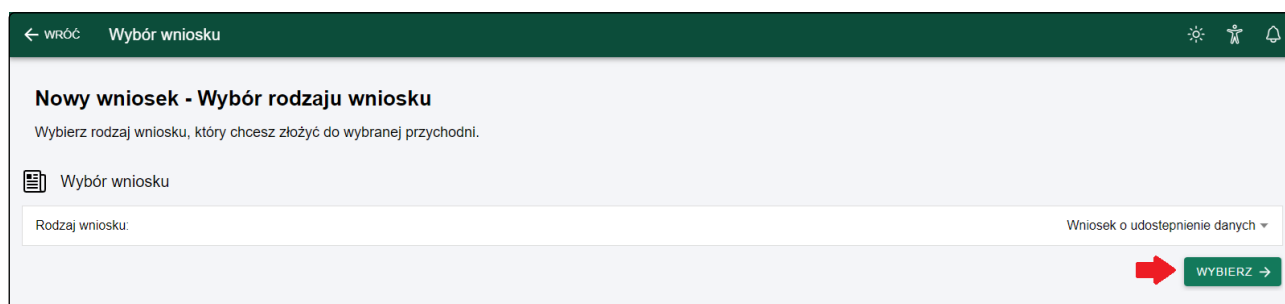 ← WRÓĆ Wybór wniosku
Nowy wniosek - Wybór rodzaju wniosku
Wybierz rodzaj wniosku, który chcesz złożyć do wybranej przychodni.
Wybór wniosku
Rodzaj wniosku: Wniosek o udostepnienie danych
WYBIERZ →